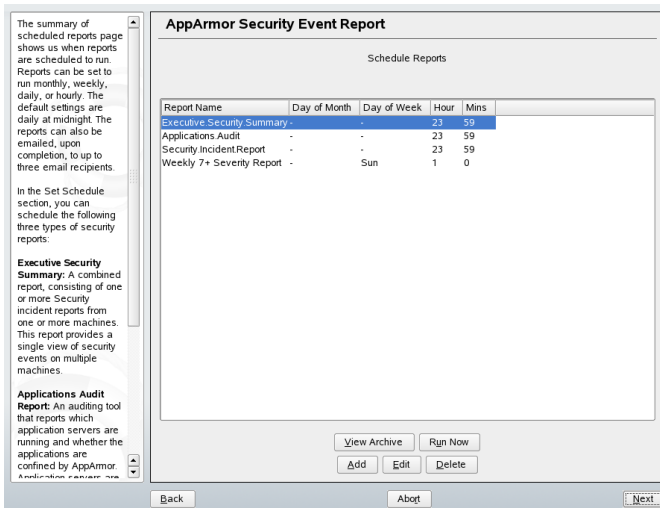 The summary of
scheduled reports page
shows us when reports
are scheduled to run.
Reports can be set to
run monthly, weekly,
daily, or hourly. The
default settings are
daily at midnight. The
reports can also be
emailed, upon
completion, to up to
three email recipients.
In the Set Schedule
section, you can
schedule the following
three types of security
reports:
Executive Security
Summary: A combined
report, consisting of one
or more Security
incident reports from
one or more machines.
This report provides a
single view of security
events on multiple
machines.
Applications Audit
Report: An auditing tool
that reports which
application servers are
running and whether the
applications are
confined by AppArmor.
Application servers are
AppArmor Security Event Report
Schedule Reports
Report Name Day of Month Day of Week Hour Mins
Executive.Security.Summary - - 23 59
Applications.Audit - - 23 59
Security.Incident.Report - - 23 59
Weekly 7+ Severity Report - Sun 1 0
View Archive Run Now
Add Edit Delete
Back Abort Next